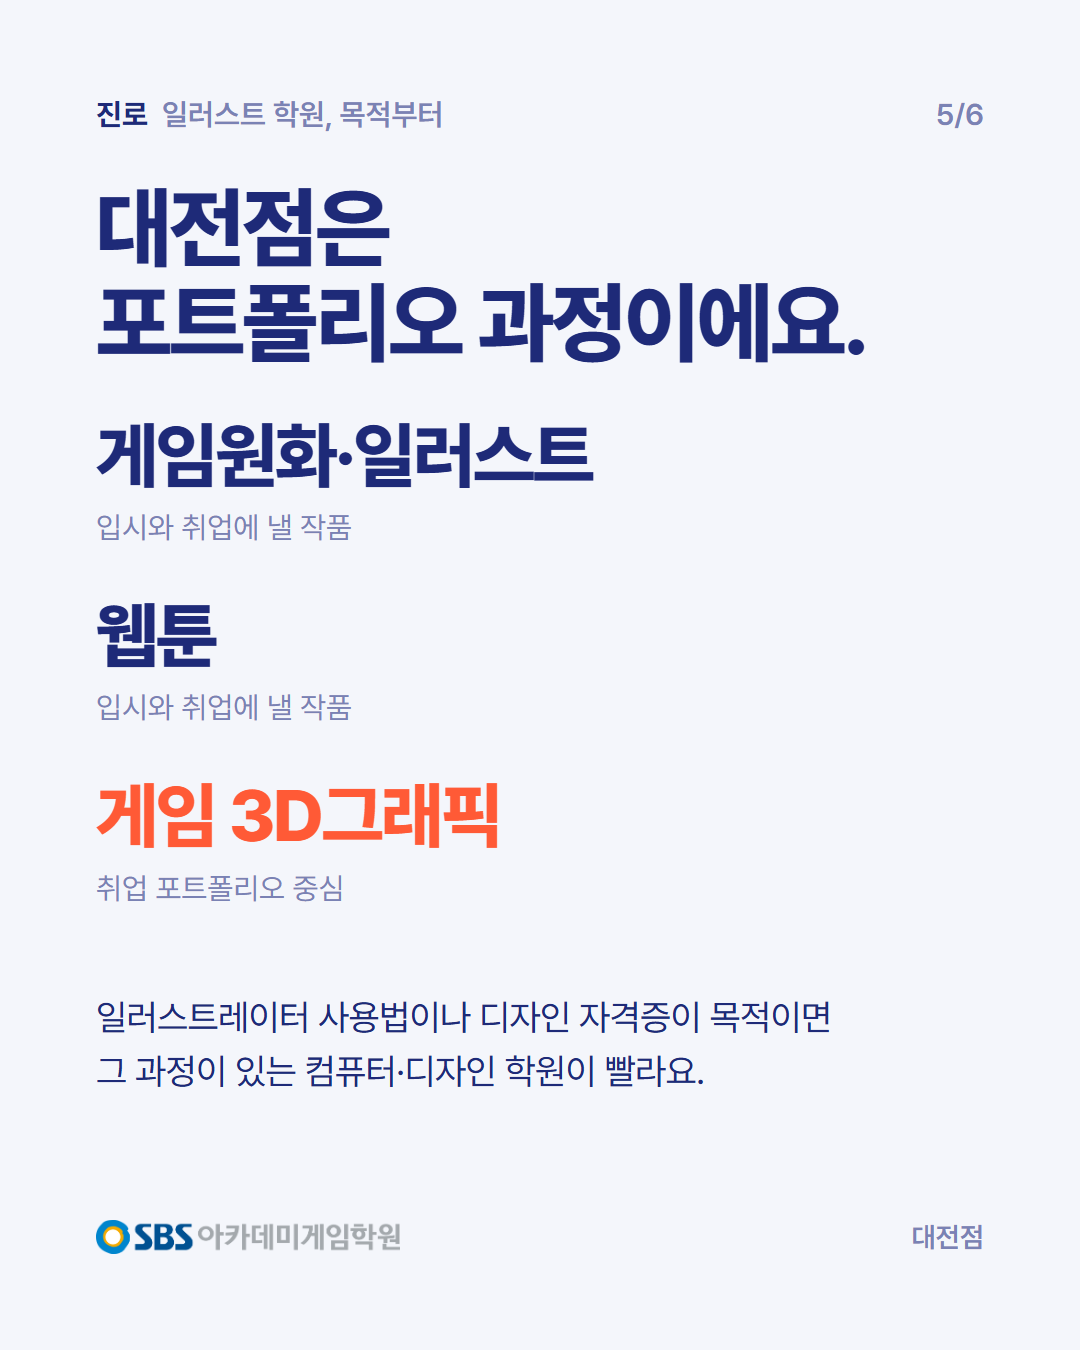 진로 일러스트 학원, 목적부터 5/6
대전점은
포트폴리오 과정이에요.
게임원화·일러스트
입시와 취업에 낼 작품
웹툰
입시와 취업에 낼 작품
게임 3D그래픽
취업 포트폴리오 중심
일러스트레이터 사용법이나 디자인 자격증이 목적이면
그 과정이 있는 컴퓨터·디자인 학원이 빨라요.
SBS 아카데미게임학원 대전점